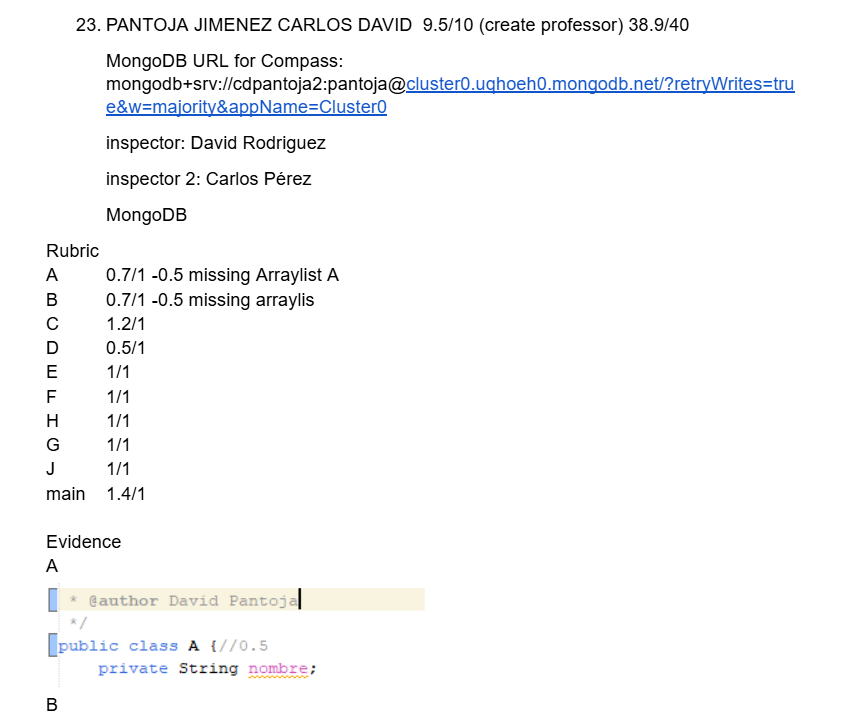 23. PANTOJA JIMENEZ CARLOS DAVID 9.5/10 (create professor) 38.9/40
MongoDB URL for Compass:
mongodb+srv://cdpantoja2:pantoja@cluster0.uqhoeh0.mongodb.net/?retryWrites=tru
e&w=majority&appName=Cluster0
inspector: David Rodriguez
inspector 2: Carlos Pérez
MongoDB
Rubric
A 0.7/1 -0.5 missing Arraylist A
B 0.7/1 -0.5 missing arraylis
C 1.2/1
D 0.5/1
E 1/1
F 1/1
H 1/1
G 1/1
J 1/1
main 1.4/1
Evidence
A
* @author David Pantoja
*/
public class A {//0.5
private String nombre;
B